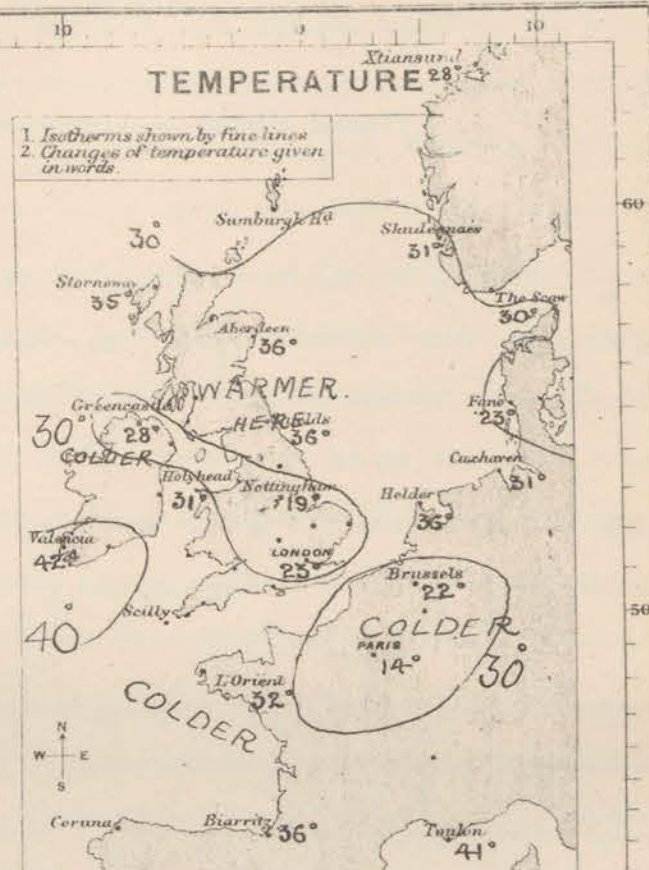 10 0 10
Xtiansund
28°
TEMPERATURE
1. Isotherms shown by fine lines
2. Changes of temperature given
in words.
60
Sumburgh Hd
30°
Skudesnaes
31°
Stornoway
35°
The Scaw
30°
Aberdeen
36°
WARMER
HERE
Greencastle
28°
30°
Shields
36°
Fano
23°
COLDER
Holyhead
31°
Nottingham
19°
Cuxhaven
31°
Helder
36°
Valencia
42°
LONDON
23°
Brussels
22°
Scilly
50
40°
COLDER
PARIS
14°
30°
L'Orient
32°
COLDER
N
W E
S
Coruna
Biarritz 36°
Toulon
41°